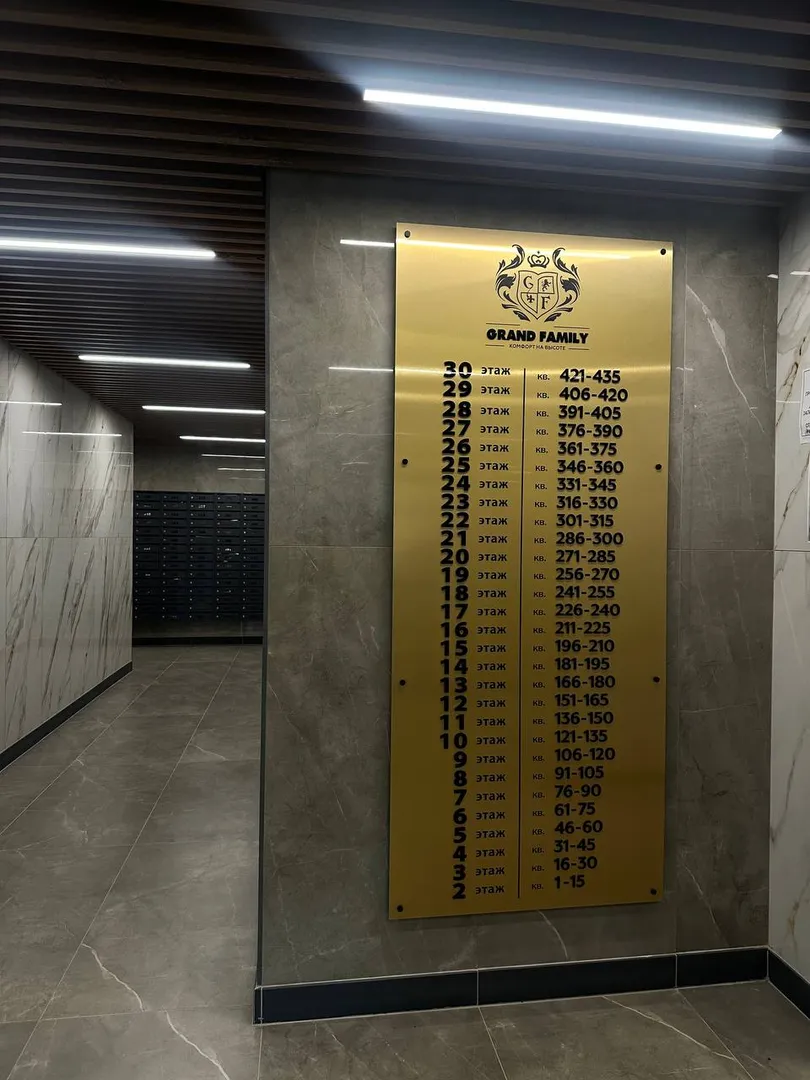 G
F
GRAND FAMILY
КОМФОРТ НА ВЫСОТЕ
30 этаж кв. 421-435
29 этаж кв. 406-420
28 этаж кв. 391-405
27 этаж кв. 376-390
26 этаж кв. 361-375
25 этаж кв. 346-360
24 этаж кв. 331-345
23 этаж кв. 316-330
22 этаж кв. 301-315
21 этаж кв. 286-300
20 этаж кв. 271-285
19 этаж кв. 256-270
18 этаж кв. 241-255
17 этаж кв. 226-240
16 этаж кв. 211-225
15 этаж кв. 196-210
14 этаж кв. 181-195
13 этаж кв. 166-180
12 этаж кв. 151-165
11 этаж кв. 136-150
10 этаж кв. 121-135
9 этаж кв. 106-120
8 этаж кв. 91-105
7 этаж кв. 76-90
6 этаж кв. 61-75
5 этаж кв. 46-60
4 этаж кв. 31-45
3 этаж кв. 16-30
2 этаж кв. 1-15